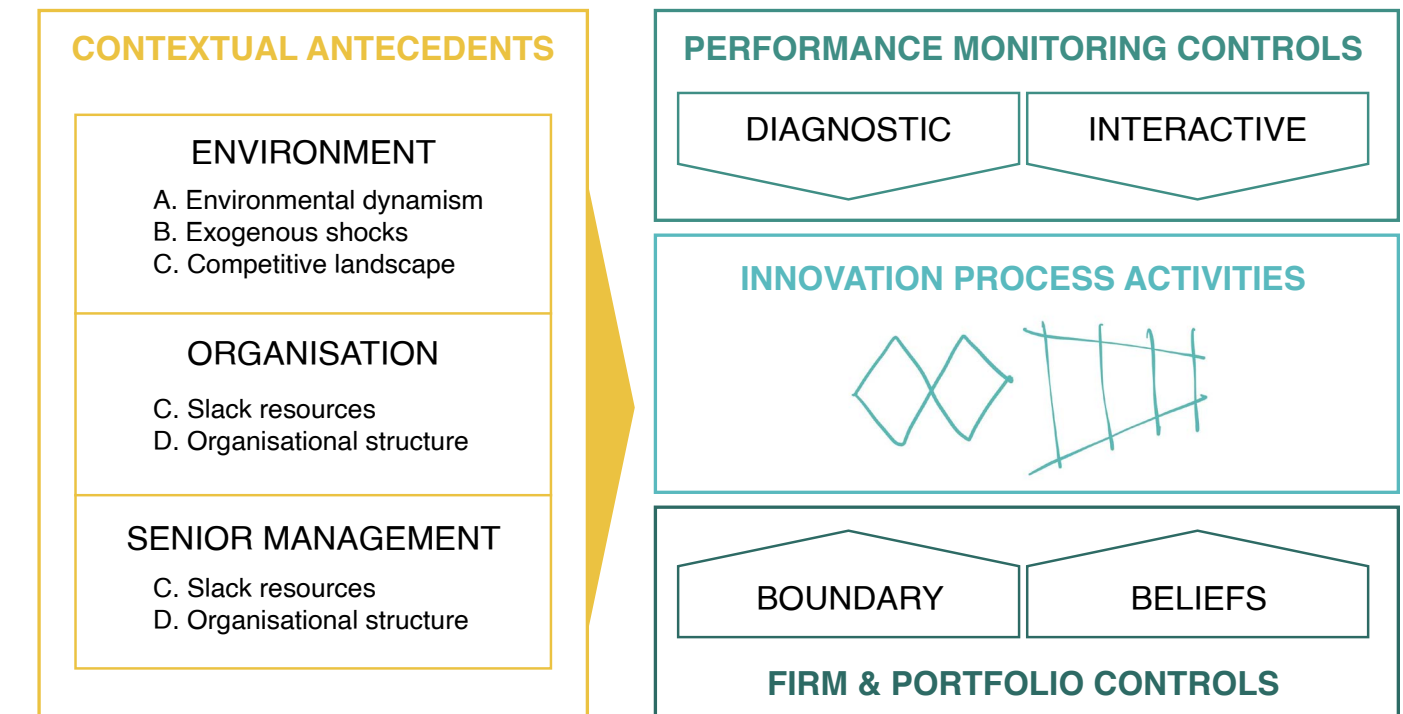 CONTEXTUAL ANTECEDENTS
ENVIRONMENT
A. Environmental dynamism
B. Exogenous shocks
C. Competitive landscape
ORGANISATION
C. Slack resources
D. Organisational structure
SENIOR MANAGEMENT
C. Slack resources
D. Organisational structure
PERFORMANCE MONITORING CONTROLS
DIAGNOSTIC
INTERACTIVE
INNOVATION PROCESS ACTIVITIES
BOUNDARY
BELIEFS
FIRM & PORTFOLIO CONTROLS